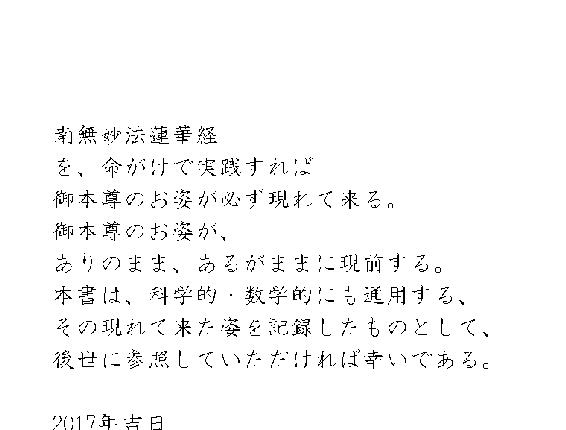 南無妙法蓮華経
を、命がけで実践すれば
御本尊のお姿が必ず現れて来る。
御本尊のお姿が、
ありのまま、あるがままに現前する。
本書は、科学的・数学的にも通用する、
その現れて来た姿を記録したものとして、
後世に参照していただければ幸いである。
2017年吉日